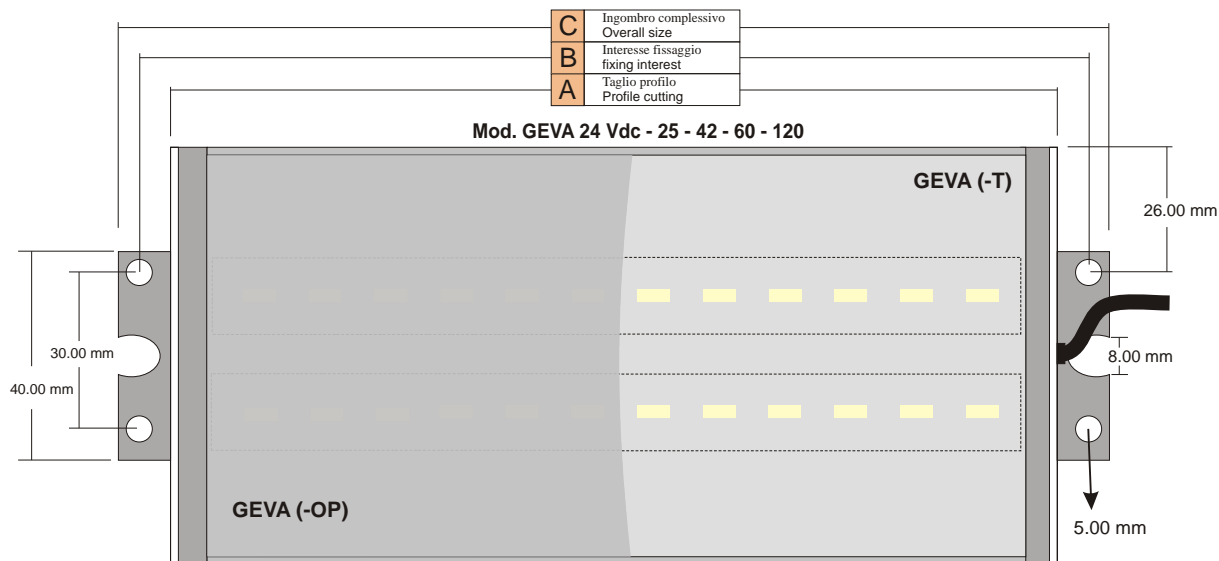 C Ingombro complessivo
Overall size
B Interesse fissaggio
fixing interest
A Taglio profilo
Profile cutting
Mod. GEVA 24 Vdc - 25 - 42 - 60 - 120
GEVA (-T)
26.00 mm
30.00 mm
8.00 mm
40.00 mm
GEVA (-OP)
5.00 mm